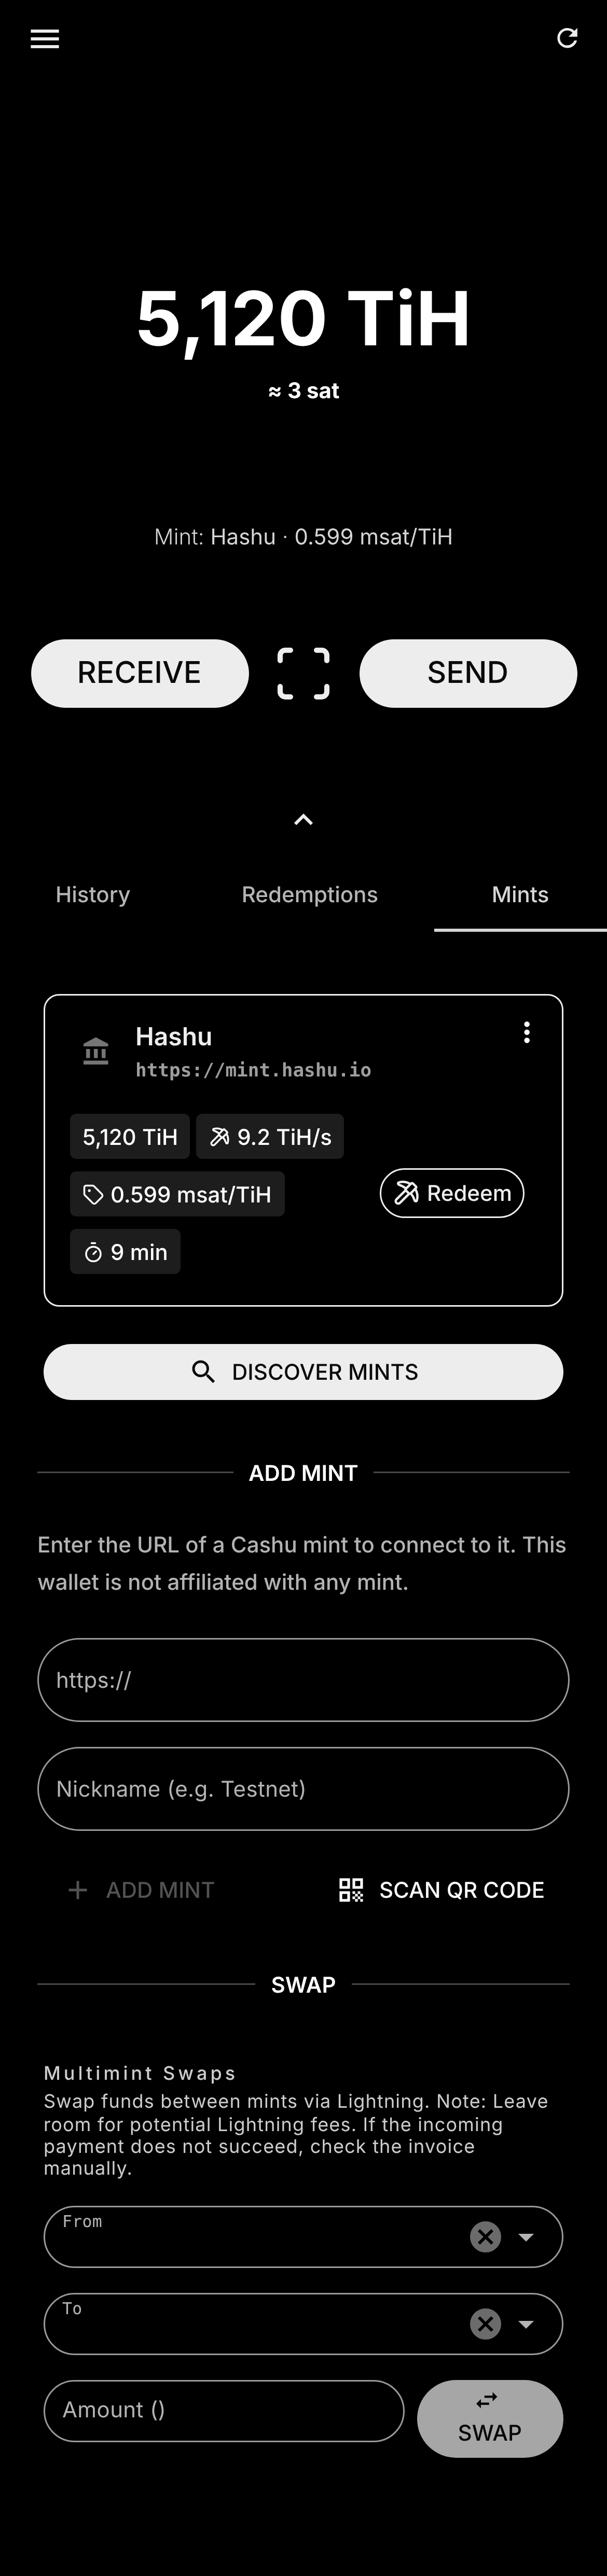 5,120 TiH
≈ 3 sat
Mint: Hashu · 0.599 msat/TiH
RECEIVE
SEND
History
Redemptions
Mints
Hashu
https://mint.hashu.io
5,120 TiH
9.2 TiH/s
0.599 msat/TiH
Redeem
9 min
DISCOVER MINTS
ADD MINT
Enter the URL of a Cashu mint to connect to it. This
wallet is not affiliated with any mint.
https://
Nickname (e.g. Testnet)
ADD MINT
SCAN QR CODE
SWAP
Multimint Swaps
Swap funds between mints via Lightning. Note: Leave
room for potential Lightning fees. If the incoming
payment does not succeed, check the invoice
manually.
From
To
Amount ()
SWAP